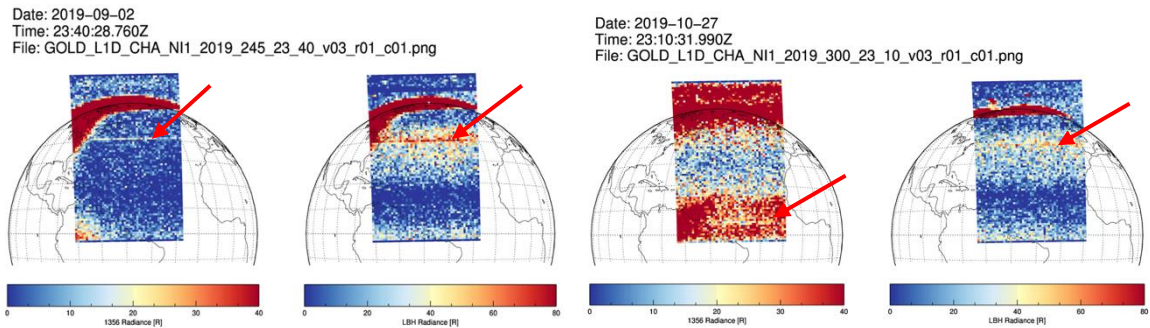 Date: 2019-09-02
Time: 23:40:28.760Z
File: GOLD_L1D_CHA_NI1_2019_245_23_40_v03_r01_c01.png
0 10 20 30 40
1356 Radiance [R]
0 20 40 60 80
LBH Radiance [R]
Date: 2019-10-27
Time: 23:10:31.990Z
File: GOLD_L1D_CHA_NI1_2019_300_23_10_v03_r01_c01.png
0 10 20 30 40
1356 Radiance [R]
0 20 40 60 80
LBH Radiance [R]